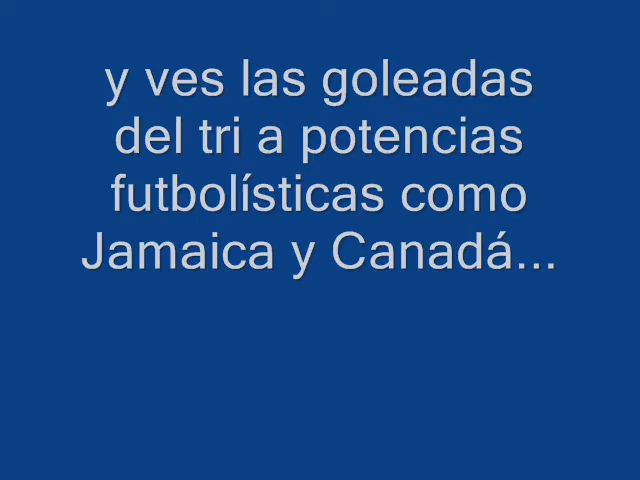 y ves las goleadas
del tri a potencias
futbolísticas como
Jamaica y Canadá...